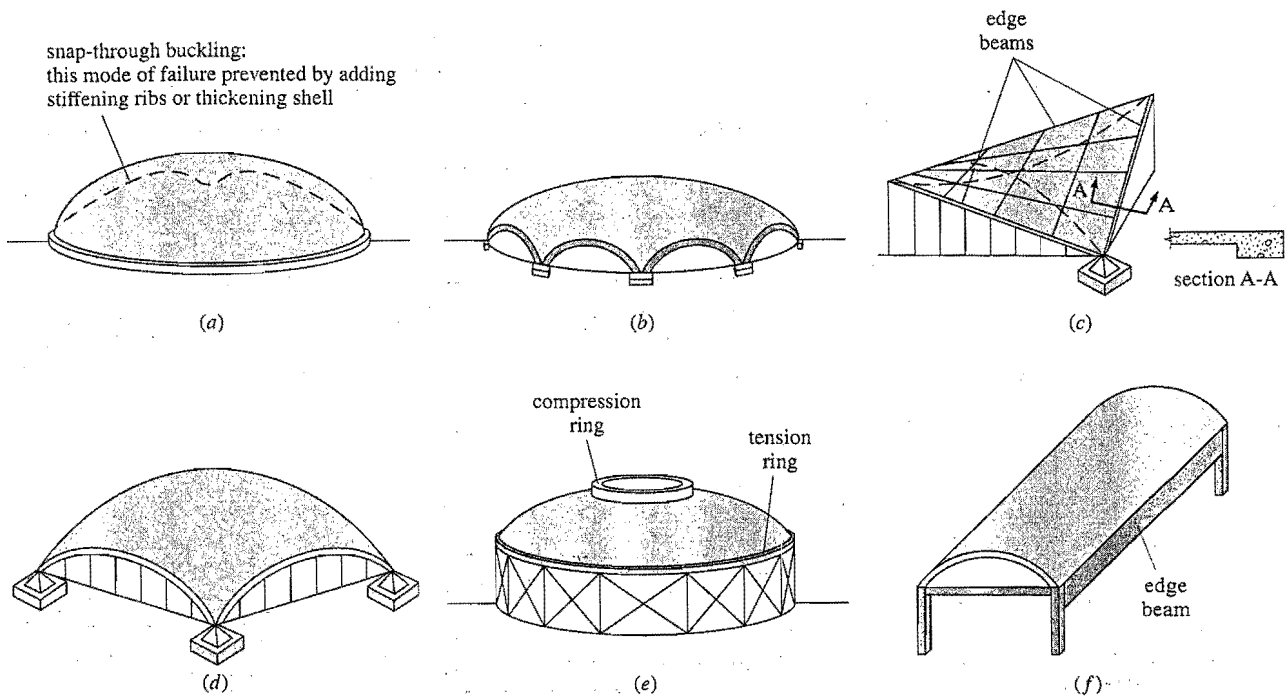 snap-through buckling:
this mode of failure prevented by adding
stiffening ribs or thickening shell
(a)
(b)
edge
beams
A
A
section A-A
(c)
(d)
compression
ring
tension
ring
(e)
edge
beam
(f)